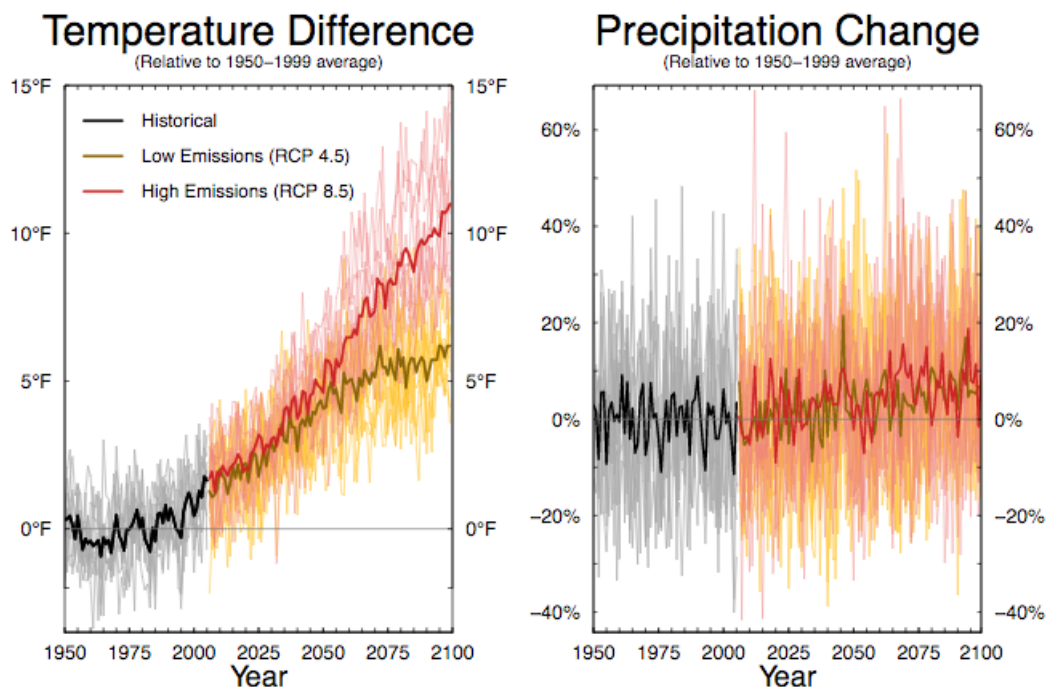 Temperature Difference
(Relative to 1950–1999 average)
15°F
15°F
Historical
Low Emissions (RCP 4.5)
High Emissions (RCP 8.5)
10°F
10°F
5°F
5°F
0°F
0°F
1950 1975 2000 2025 2050 2075 2100
Year
Precipitation Change
(Relative to 1950–1999 average)
60%
60%
40%
40%
20%
20%
0%
0%
−20%
−20%
−40%
−40%
1950 1975 2000 2025 2050 2075 2100
Year